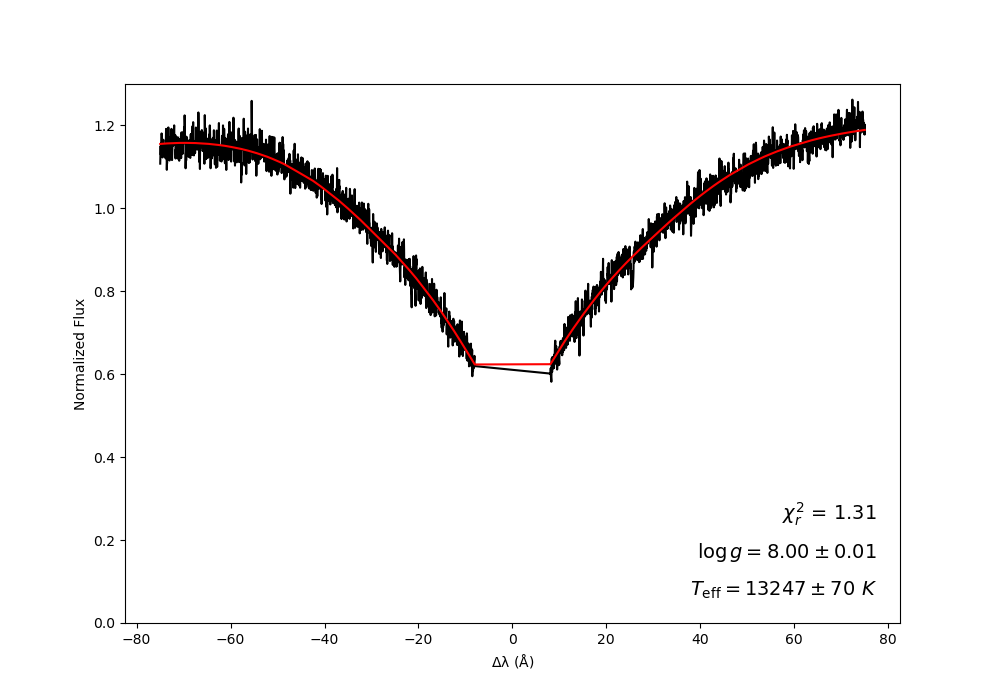 1.2
1.0
0.8
0.6
0.4
0.2
0.0
Normalized Flux
χ²ᵣ = 1.31
log g = 8.00 ± 0.01
T_eff = 13247 ± 70 K
−80 −60 −40 −20 0 20 40 60 80
Δλ (Å)